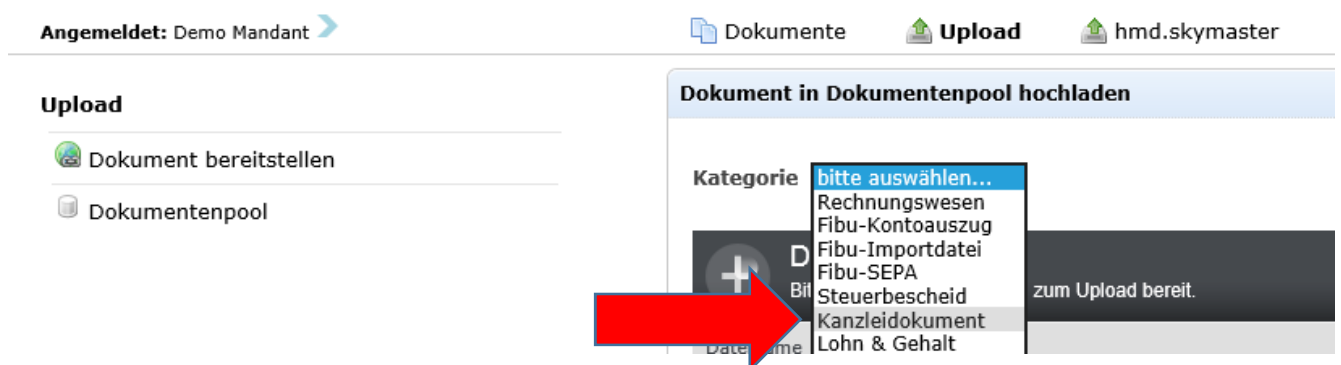 Angemeldet: Demo Mandant
Dokumente
Upload
hmd.skymaster
Upload
Dokument bereitstellen
Dokumentenpool
Dokument in Dokumentenpool hochladen
Kategorie
bitte auswählen...
Rechnungswesen
Fibu-Kontoauszug
Fibu-Importdatei
Fibu-SEPA
Steuerbescheid
Kanzleidokument
Lohn & Gehalt
D
Bit
zum Upload bereit.